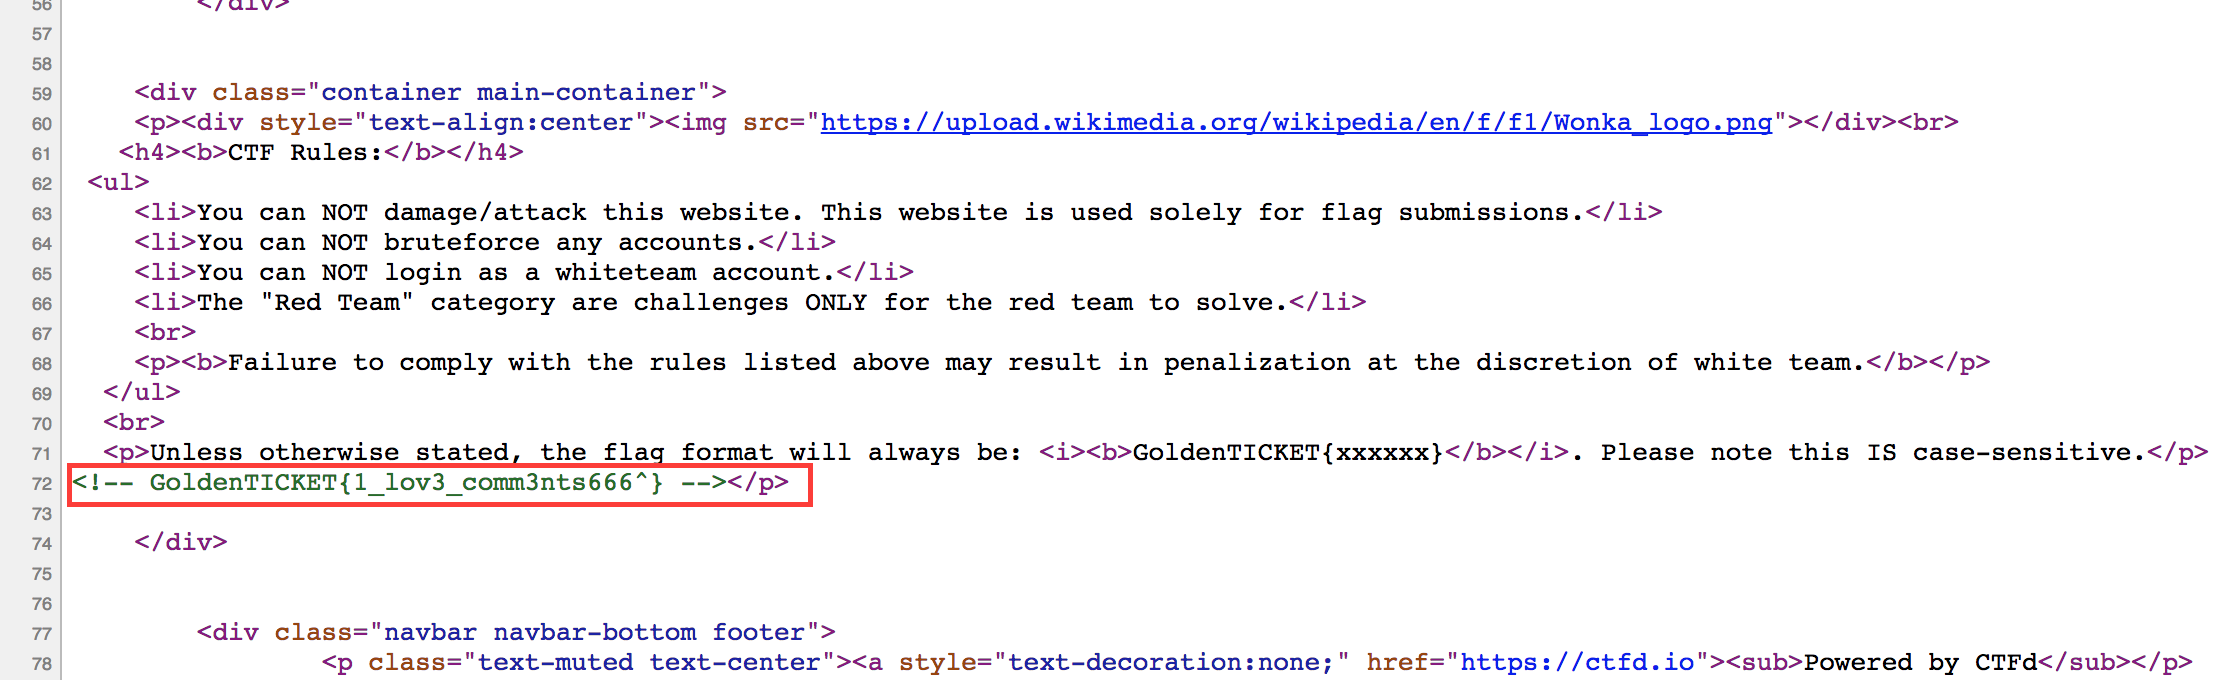 56 </div>
57
58
59 <div class="container main-container">
60 <p><div style="text-align:center"><img src="https://upload.wikimedia.org/wikipedia/en/f/f1/Wonka_logo.png"></div><br>
61 <h4><b>CTF Rules:</b></h4>
62 <ul>
63 <li>You can NOT damage/attack this website. This website is used solely for flag submissions.</li>
64 <li>You can NOT bruteforce any accounts.</li>
65 <li>You can NOT login as a whiteteam account.</li>
66 <li>The "Red Team" category are challenges ONLY for the red team to solve.</li>
67 <br>
68 <p><b>Failure to comply with the rules listed above may result in penalization at the discretion of white team.</b></p>
69 </ul>
70 <br>
71 <p>Unless otherwise stated, the flag format will always be: <i><b>GoldenTICKET{xxxxxx}</b></i>. Please note this IS case-sensitive.</p>
72 <!-- GoldenTICKET{1_lov3_comm3nts666^} --></p>
73
74 </div>
75
76
77 <div class="navbar navbar-bottom footer">
78 <p class="text-muted text-center"><a style="text-decoration:none;" href="https://ctfd.io"><sub>Powered by CTFd</sub></p>